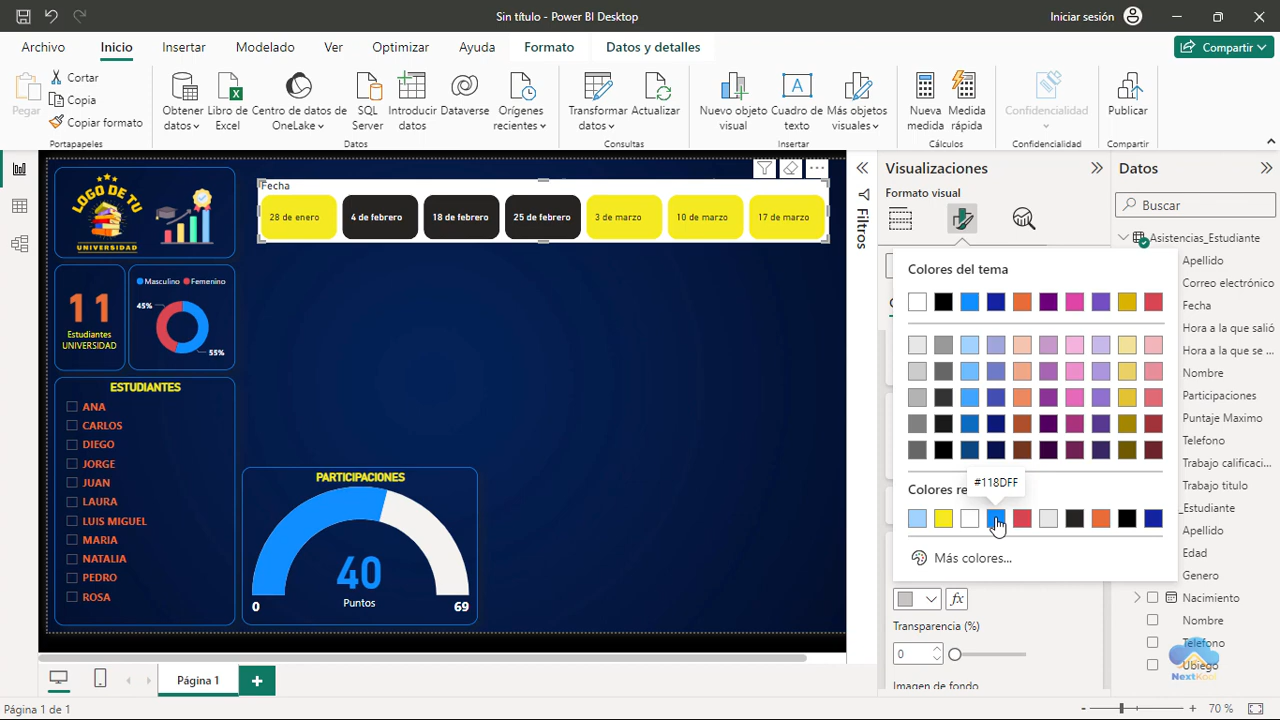 Sin título - Power BI Desktop
Iniciar sesión
Archivo
Inicio
Insertar
Modelado
Ver
Optimizar
Ayuda
Formato
Datos y detalles
Compartir
Pegar
Cortar
Copia
Copiar formato
Portapapeles
Obtener datos
Libro de Excel
Centro de datos de OneLake
SQL Server
Introducir datos
Dataverse
Orígenes recientes
Datos
Transformar datos
Actualizar
Consultas
Nuevo objeto visual
Cuadro de texto
Más objetos visuales
Insertar
Nueva medida
Medida rápida
Cálculos
Confidencialidad
Confidencialidad
Publicar
Compartir
LOGO DE TU
UNIVERSIDAD
Fecha
28 de enero
4 de febrero
18 de febrero
25 de febrero
3 de marzo
10 de marzo
17 de marzo
11
Estudiantes
UNIVERSIDAD
Masculino Femenino
45%
55%
ESTUDIANTES
ANA
CARLOS
DIEGO
JORGE
JUAN
LAURA
LUIS MIGUEL
MARIA
NATALIA
PEDRO
ROSA
PARTICIPACIONES
40
Puntos
0
69
Filtros
Visualizaciones
Formato visual
Colores del tema
#118DFF
Colores re
Más colores...
fx
Transparencia (%)
0
Imagen de fondo
Datos
Buscar
Asistencias_Estudiante
Apellido
Correo electrónico
Fecha
Hora a la que salió
Hora a la que se ...
Nombre
Participaciones
Puntaje Maximo
Telefono
Trabajo calificaci...
Trabajo titulo
_Estudiante
Apellido
Edad
Genero
Nacimiento
Nombre
Telefono
Ubiego
NextKool
Página 1
Página 1 de 1
70 %